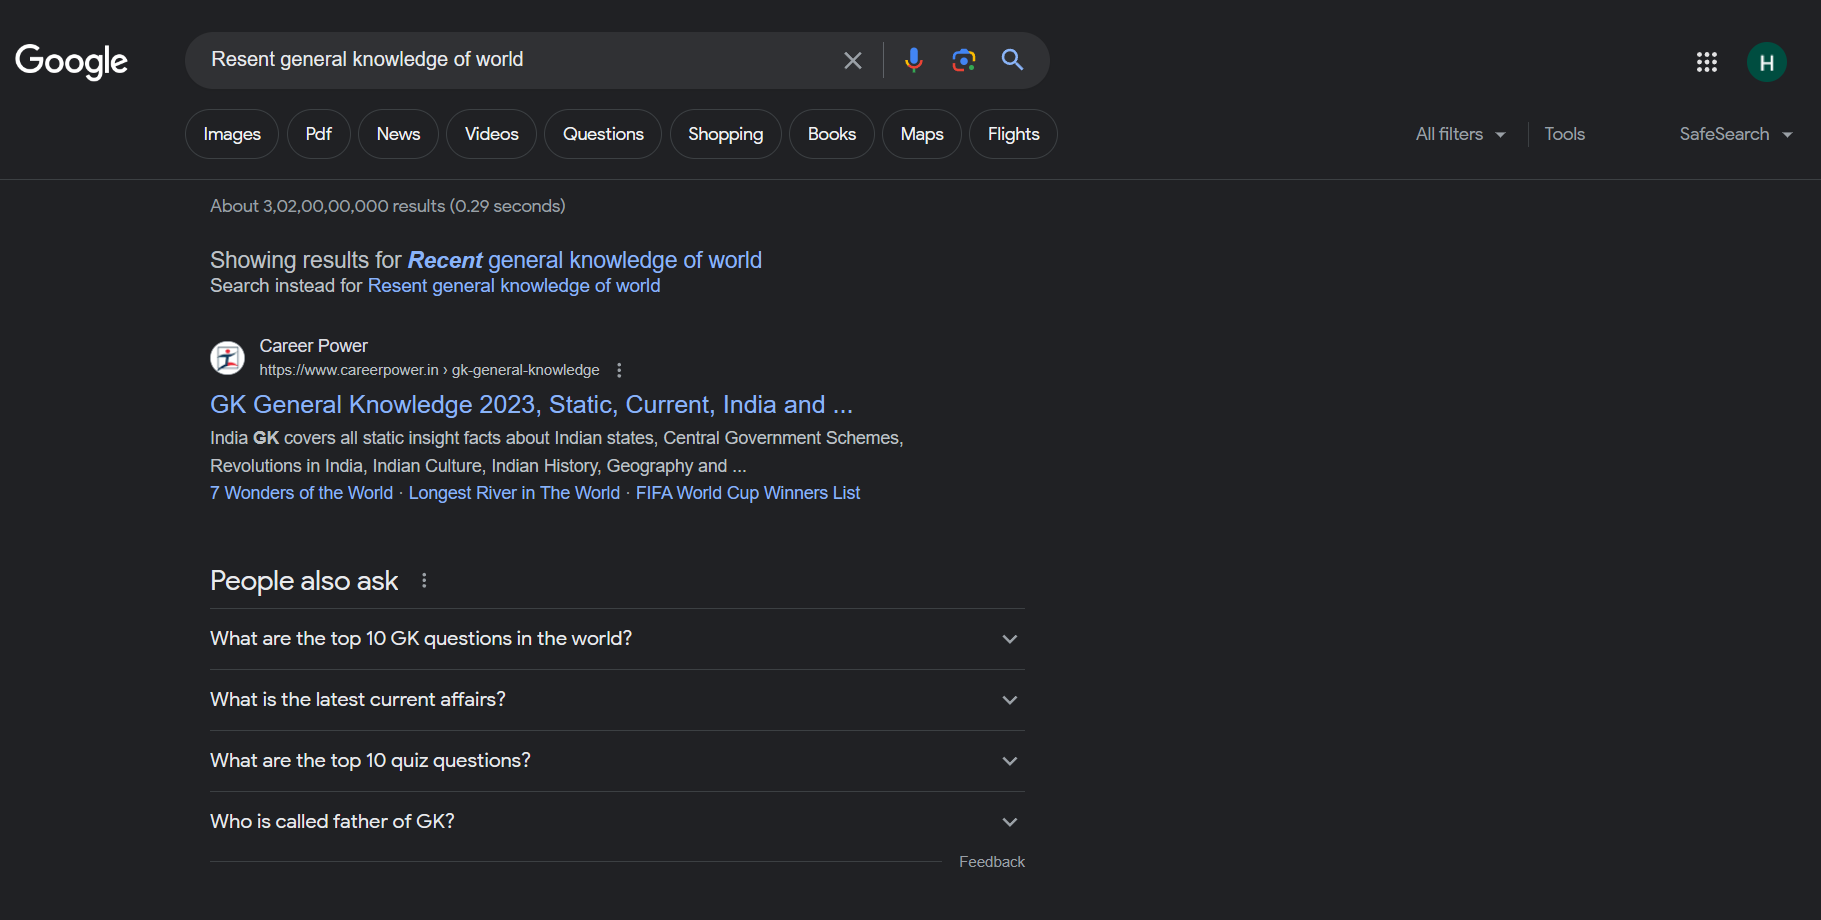 Google
Resent general knowledge of world
H
Images
Pdf
News
Videos
Questions
Shopping
Books
Maps
Flights
All filters
Tools
SafeSearch
About 3,02,00,00,000 results (0.29 seconds)
Showing results for Recent general knowledge of world
Search instead for Resent general knowledge of world
Career Power
https://www.careerpower.in › gk-general-knowledge
GK General Knowledge 2023, Static, Current, India and ...
India GK covers all static insight facts about Indian states, Central Government Schemes,
Revolutions in India, Indian Culture, Indian History, Geography and ...
7 Wonders of the World · Longest River in The World · FIFA World Cup Winners List
People also ask
What are the top 10 GK questions in the world?
What is the latest current affairs?
What are the top 10 quiz questions?
Who is called father of GK?
Feedback